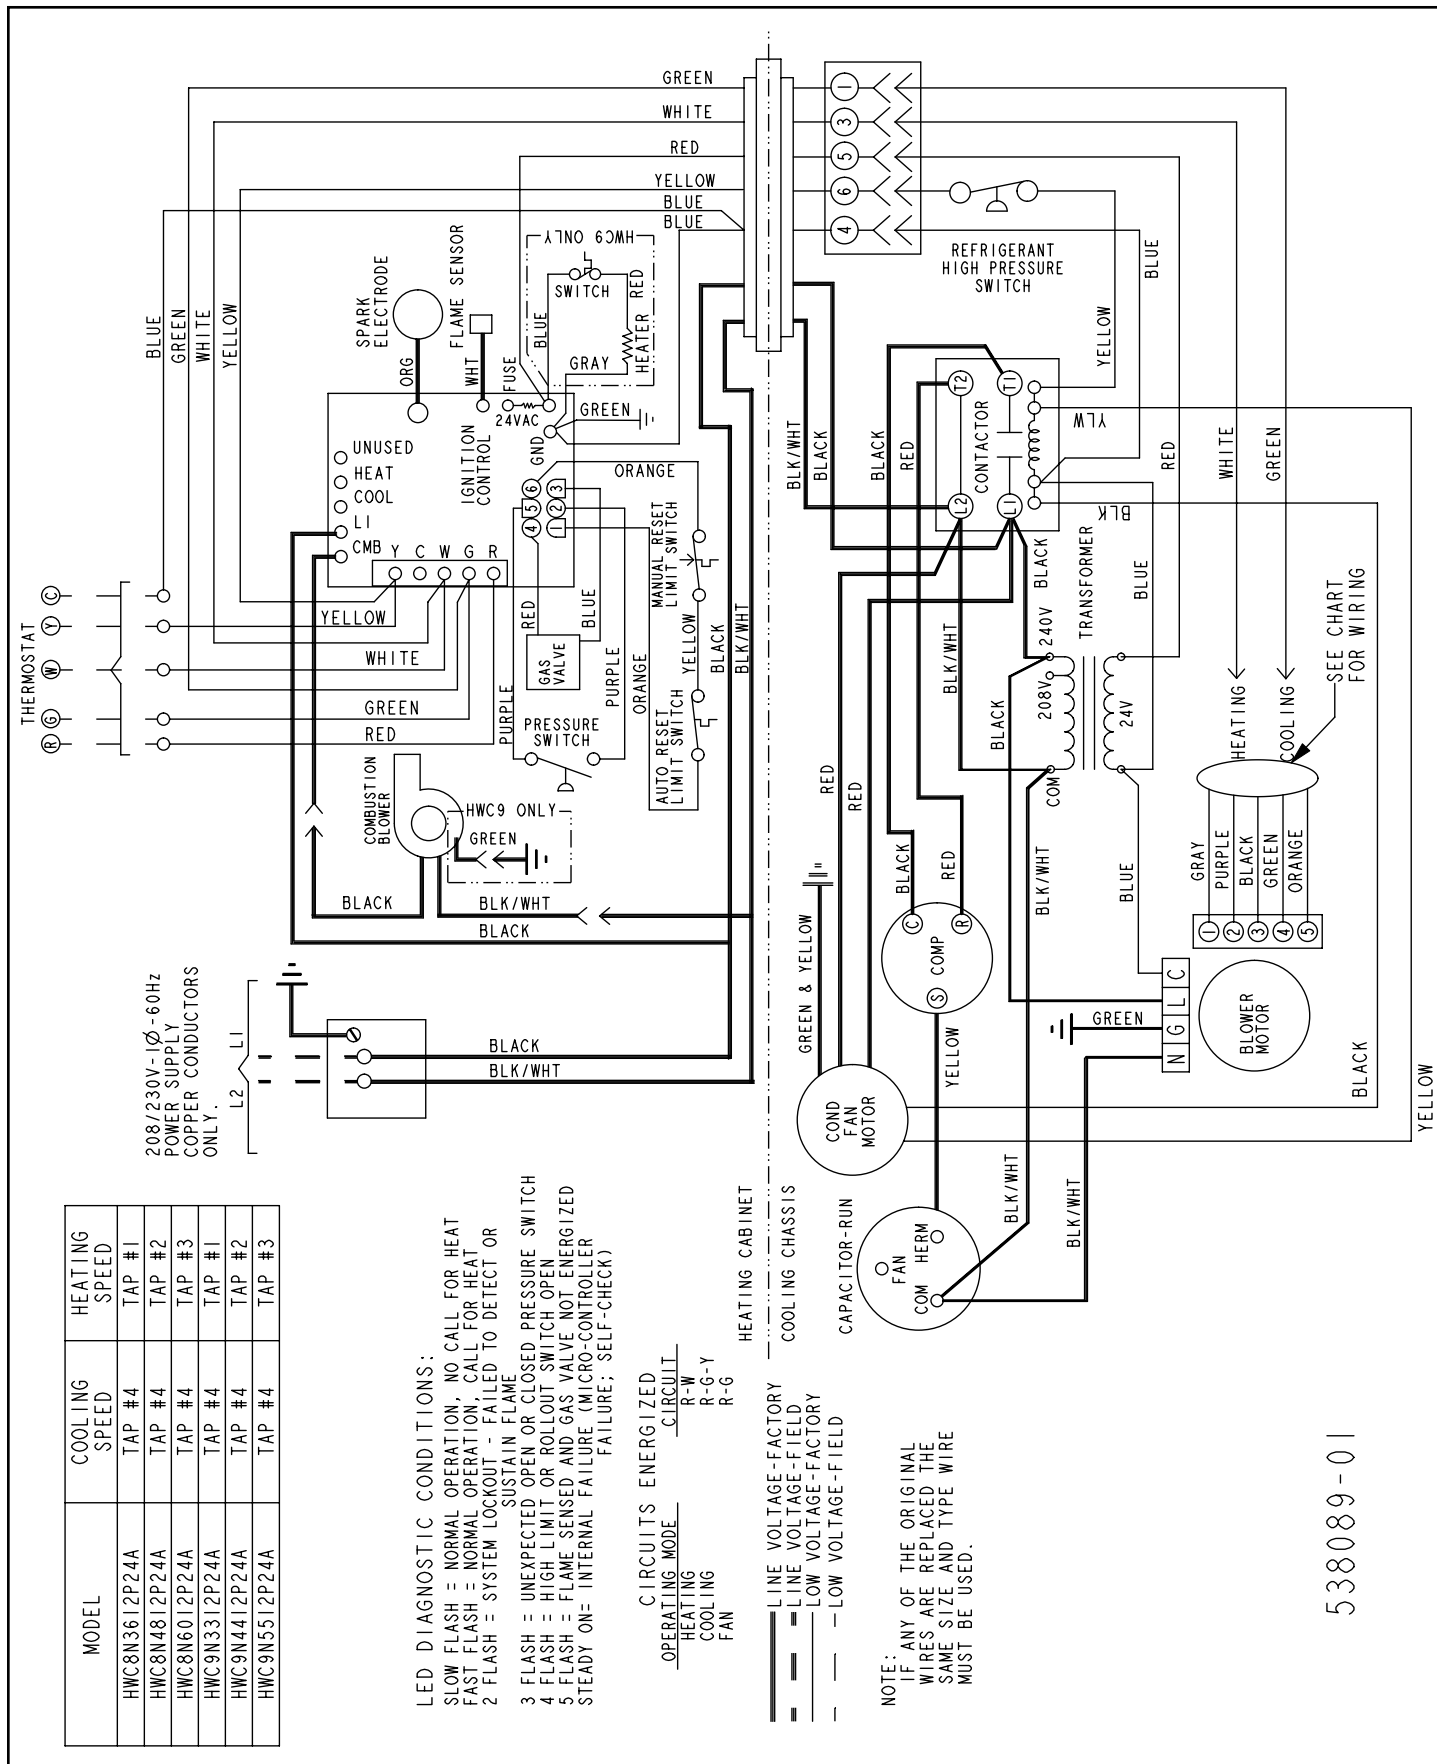 MODEL COOLING SPEED HEATING SPEED
HWC8N3612P24A TAP #4 TAP #1
HWC8N4812P24A TAP #4 TAP #2
HWC8N6012P24A TAP #4 TAP #3
HWC9N3312P24A TAP #4 TAP #1
HWC9N4412P24A TAP #4 TAP #2
HWC9N5512P24A TAP #4 TAP #3
LED DIAGNOSTIC CONDITIONS:
SLOW FLASH = NORMAL OPERATION, NO CALL FOR HEAT
FAST FLASH = NORMAL OPERATION, CALL FOR HEAT
2 FLASH = SYSTEM LOCKOUT - FAILED TO DETECT OR
SUSTAIN FLAME
3 FLASH = UNEXPECTED OPEN OR CLOSED PRESSURE SWITCH
4 FLASH = HIGH LIMIT OR ROLLOUT SWITCH OPEN
5 FLASH = FLAME SENSED AND GAS VALVE NOT ENERGIZED
STEADY ON= INTERNAL FAILURE (MICRO-CONTROLLER
FAILURE; SELF-CHECK)
CIRCUITS ENERGIZED
OPERATING MODE CIRCUIT
HEATING R-W
COOLING R-G-Y
FAN R-G
LINE VOLTAGE-FACTORY
LINE VOLTAGE-FIELD
LOW VOLTAGE-FACTORY
LOW VOLTAGE-FIELD
NOTE:
IF ANY OF THE ORIGINAL
WIRES ARE REPLACED THE
SAME SIZE AND TYPE WIRE
MUST BE USED.
538089-01
208/230V-1Ø-60Hz
POWER SUPPLY
COPPER CONDUCTORS
ONLY.
L2 L1
BLACK
BLK/WHT
THERMOSTAT
R G W Y C
BLUE
GREEN
WHITE
YELLOW
GREEN
WHITE
RED
YELLOW
BLUE
BLUE
SPARK
ELECTRODE
ORG
FLAME SENSOR
WHT
FUSE
24VAC
GND
GREEN
HWC9 ONLY
SWITCH
BLUE
RED
GRAY
HEATER
UNUSED
HEAT
COOL
L1
CMB
IGNITION
CONTROL
Y C W G R
YELLOW
WHITE
GREEN
RED
6 5 4
3 2 1
ORANGE
RED
GAS
VALVE
BLUE
PURPLE
PURPLE
ORANGE
PRESSURE
SWITCH
MANUAL RESET
LIMIT SWITCH
YELLOW
AUTO RESET
LIMIT SWITCH
BLACK
BLK/WHT
COMBUSTION
BLOWER
HWC9 ONLY
GREEN
BLACK
BLK/WHT
BLACK
HEATING CABINET
COOLING CHASSIS
1
3
5
6
4
REFRIGERANT
HIGH PRESSURE
SWITCH
BLUE
YELLOW
T2 T1
CONTACTOR
L2 L1
YLW
BLK
BLK/WHT
BLACK
BLACK
RED
RED
WHITE
GREEN
BLACK
BLK/WHT
240V
208V
COM
TRANSFORMER
24V
BLUE
BLACK
RED
RED
HEATING
COOLING
SEE CHART
FOR WIRING
BLACK
RED
C R
COMP
S
GREEN & YELLOW
YELLOW
BLK/WHT
BLUE
GRAY
PURPLE
BLACK
GREEN
ORANGE
1 2 3 4 5
N G L C
GREEN
BLOWER
MOTOR
COND
FAN
MOTOR
BLACK
YELLOW
CAPACITOR-RUN
FAN
COM HERM
BLK/WHT
BLK/WHT